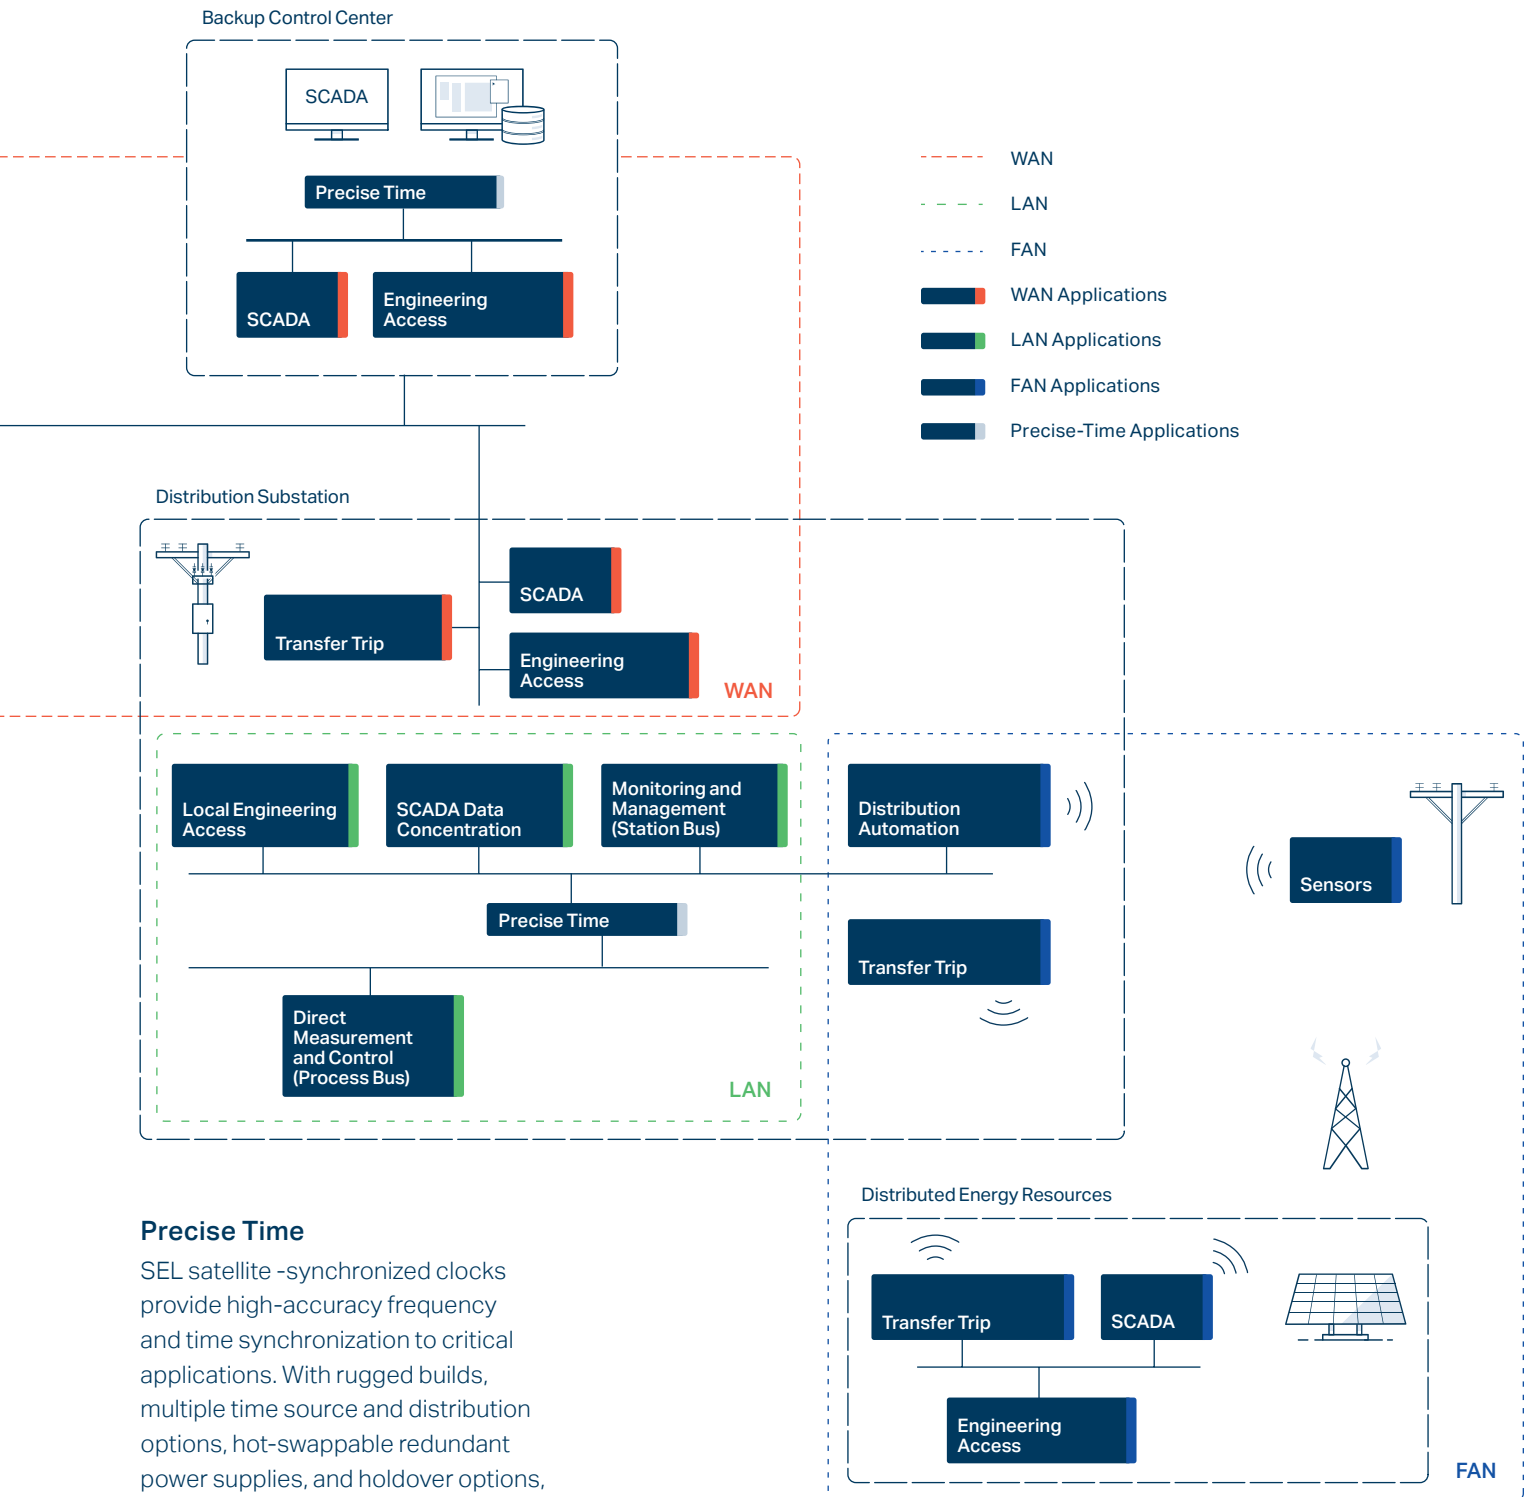 Backup Control Center
SCADA
Precise Time
SCADA
Engineering
Access
WAN
LAN
FAN
WAN Applications
LAN Applications
FAN Applications
Precise-Time Applications
Distribution Substation
SCADA
Transfer Trip
Engineering
Access
WAN
Local Engineering
Access
SCADA Data
Concentration
Monitoring and
Management
(Station Bus)
Distribution
Automation
Sensors
Precise Time
Transfer Trip
Direct
Measurement
and Control
(Process Bus)
LAN
Distributed Energy Resources
Transfer Trip
SCADA
Engineering
Access
FAN
Precise Time
SEL satellite -synchronized clocks
provide high-accuracy frequency
and time synchronization to critical
applications. With rugged builds,
multiple time source and distribution
options, hot-swappable redundant
power supplies, and holdover options,